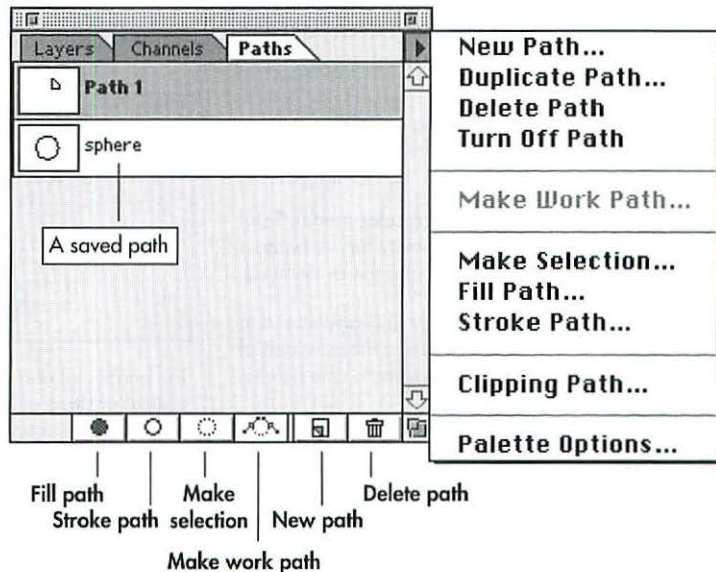 Layers Channels Paths
Path 1
sphere
A saved path
New Path...
Duplicate Path...
Delete Path
Turn Off Path
Make Work Path...
Make Selection...
Fill Path...
Stroke Path...
Clipping Path...
Palette Options...
Fill path
Stroke path
Make
selection
Make work path
New path
Delete path